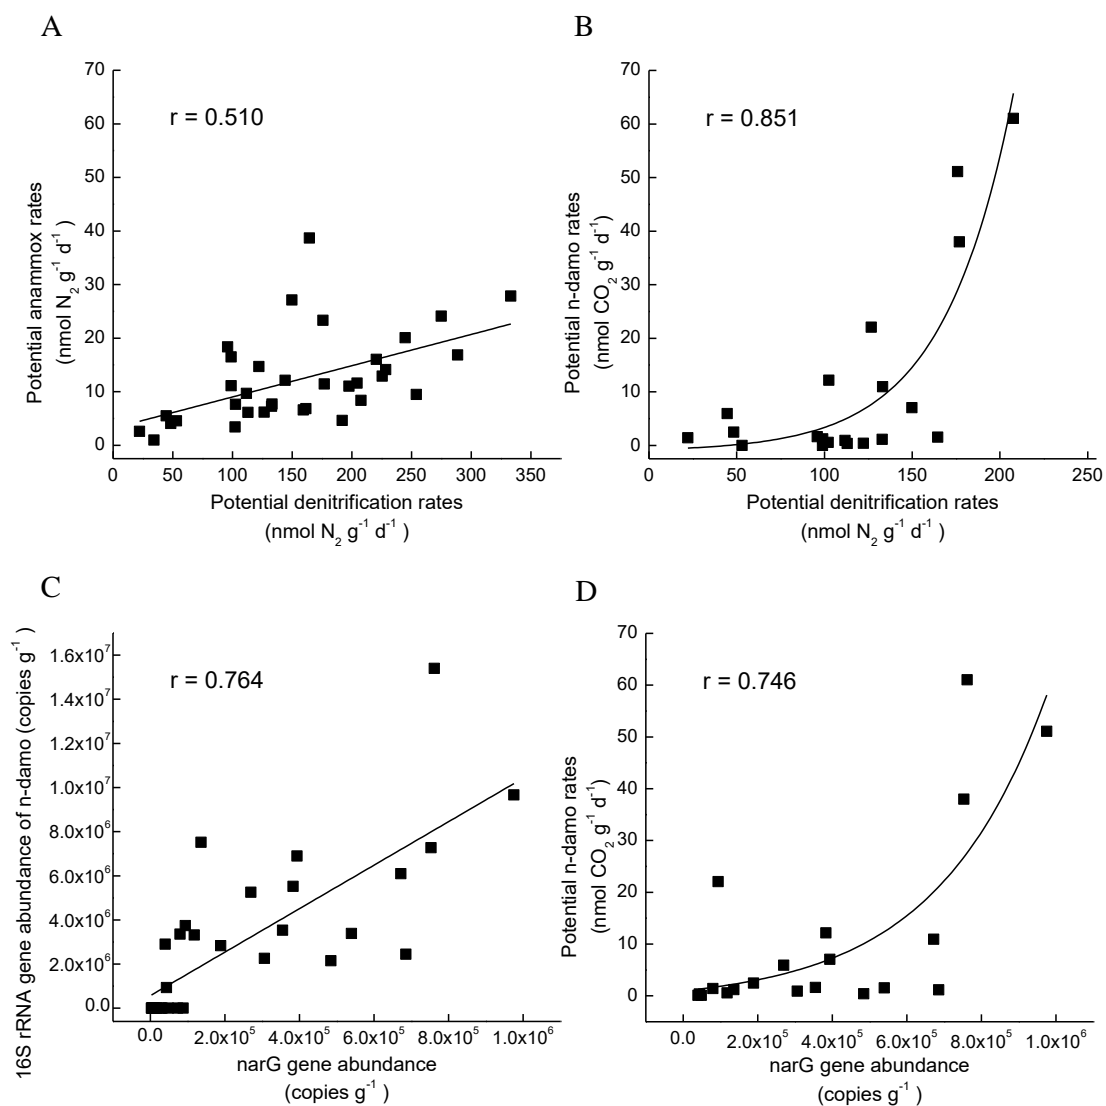 A
70
60
50
40
30
20
10
0
Potential anammox rates
(nmol N₂ g⁻¹ d⁻¹ )
r = 0.510
0 50 100 150 200 250 300 350
Potential denitrification rates
(nmol N₂ g⁻¹ d⁻¹ )
B
70
60
50
40
30
20
10
0
Potential n-damo rates
(nmol CO₂ g⁻¹ d⁻¹)
r = 0.851
0 50 100 150 200 250
Potential denitrification rates
(nmol N₂ g⁻¹ d⁻¹ )
C
16S rRNA gene abundance of n-damo (copies g⁻¹ )
1.6x10⁷
1.4x10⁷
1.2x10⁷
1.0x10⁷
8.0x10⁶
6.0x10⁶
4.0x10⁶
2.0x10⁶
0.0
r = 0.764
0.0 2.0x10⁵ 4.0x10⁵ 6.0x10⁵ 8.0x10⁵ 1.0x10⁶
narG gene abundance
(copies g⁻¹ )
D
70
60
50
40
30
20
10
0
Potential n-damo rates
(nmol CO₂ g⁻¹ d⁻¹)
r = 0.746
0.0 2.0x10⁵ 4.0x10⁵ 6.0x10⁵ 8.0x10⁵ 1.0x10⁶
narG gene abundance
(copies g⁻¹ )